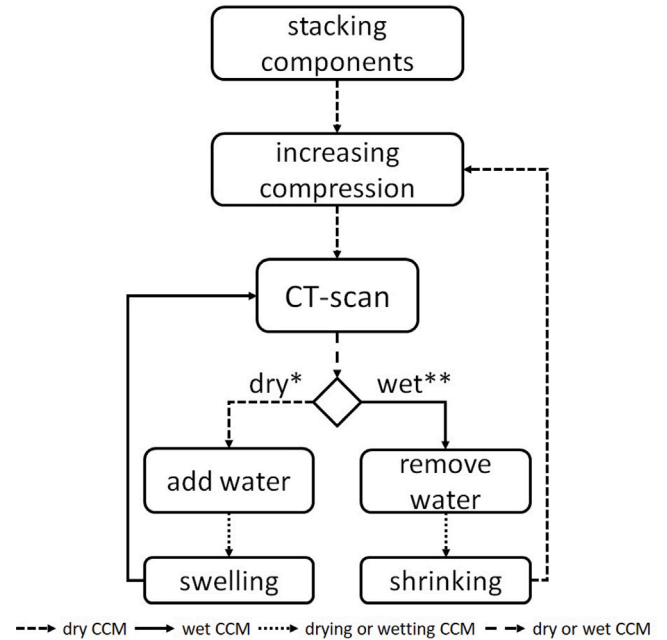 stacking
components
increasing
compression
CT-scan
dry*
wet**
add water
remove
water
swelling
shrinking
dry CCM
wet CCM
drying or wetting CCM
dry or wet CCM